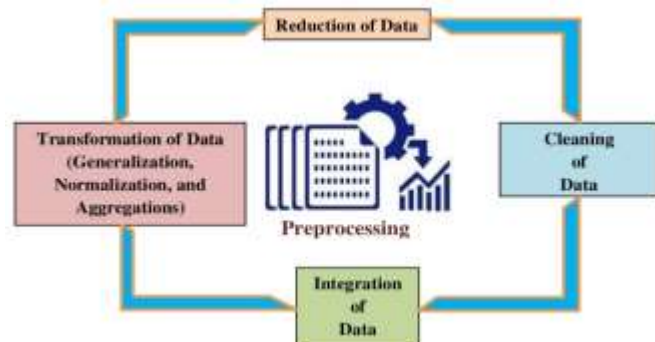 Reduction of Data
Transformation of Data
(Generalization,
Normalization, and
Aggregations)
Cleaning
of
Data
Preprocessing
Integration
of
Data